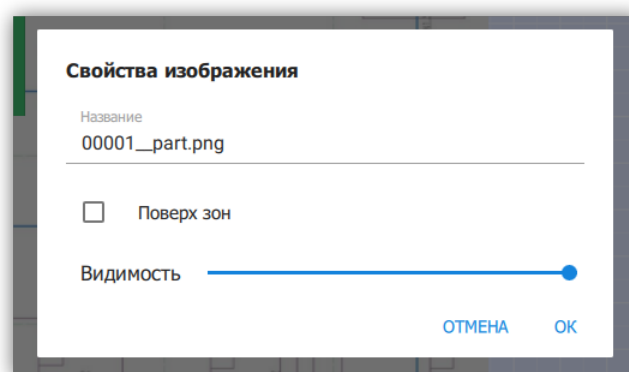 Свойства изображения
Название
00001__part.png
Поверх зон
Видимость
ОТМЕНА ОК